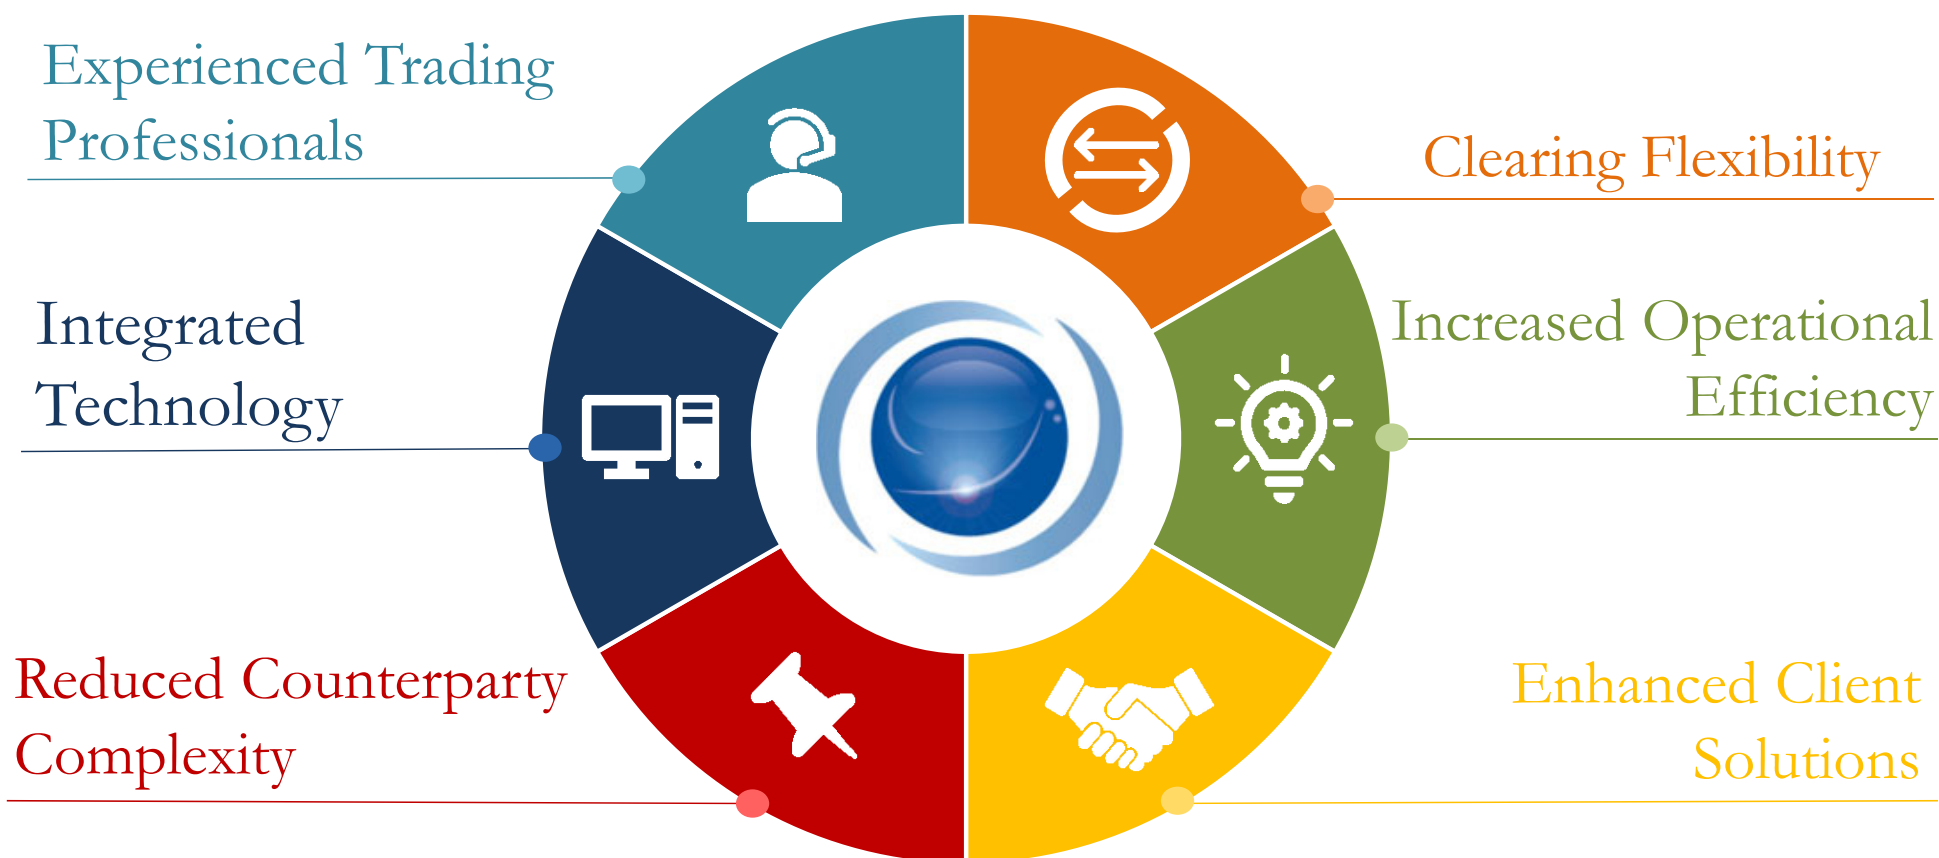 Experienced Trading
Professionals
Clearing Flexibility
Integrated
Technology
Increased Operational
Efficiency
Reduced Counterparty
Complexity
Enhanced Client
Solutions